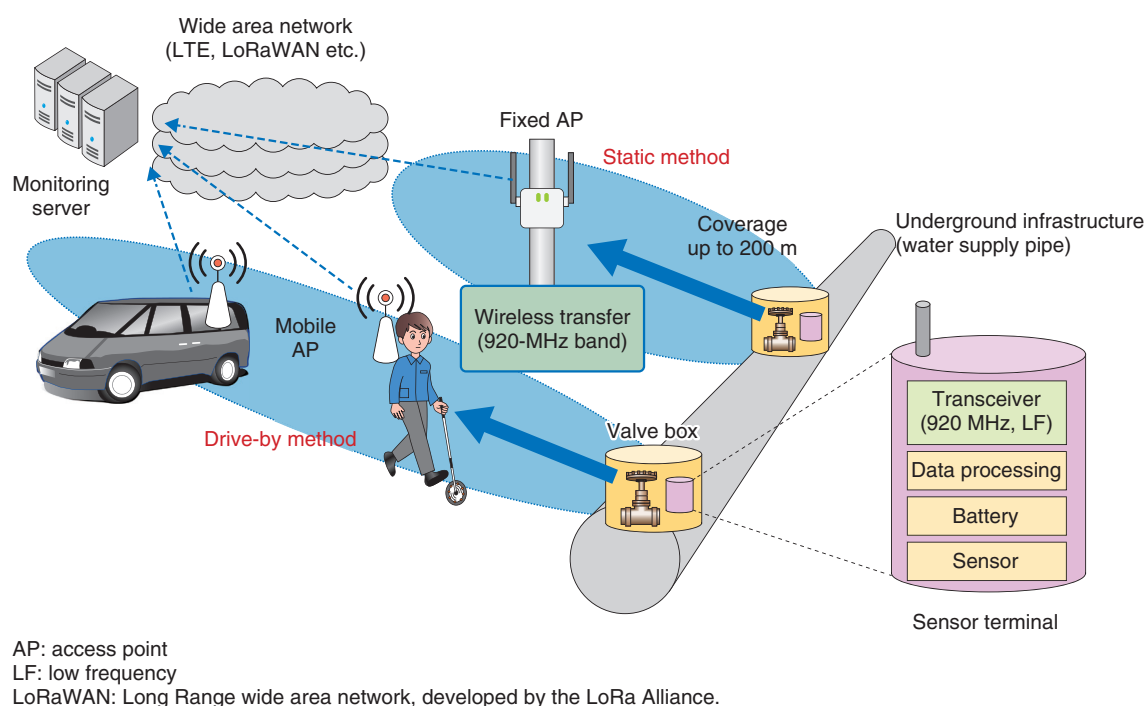 Wide area network
(LTE, LoRaWAN etc.)
Monitoring
server
Fixed AP
Static method
Coverage
up to 200 m
Underground infrastructure
(water supply pipe)
Mobile
AP
Wireless transfer
(920-MHz band)
Drive-by method
Valve box
Transceiver
(920 MHz, LF)
Data processing
Battery
Sensor
Sensor terminal
AP: access point
LF: low frequency
LoRaWAN: Long Range wide area network, developed by the LoRa Alliance.